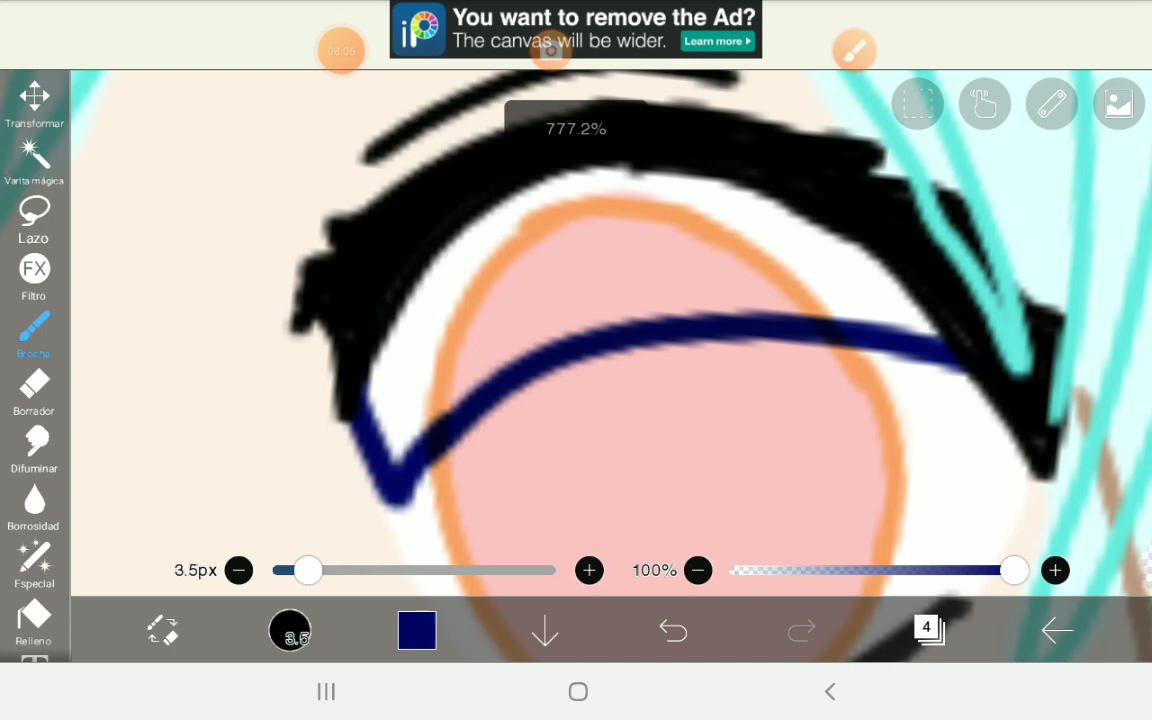 You want to remove the Ad?
The canvas will be wider.
Learn more
iP
08:06
777.2%
Transformar
Varita mágica
Lazo
FX
Filtro
Brocha
Borrador
Difuminar
Borrosidad
Especial
Relleno
3.5px
100%
3.5
4